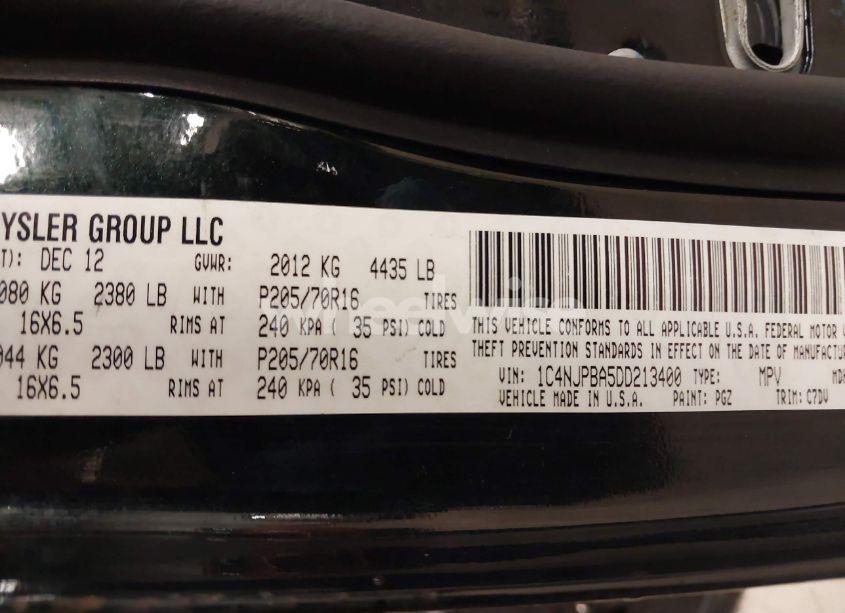 YSLER GROUP LLC
T): DEC 12 GVWR: 2012 KG 4435 LB
080 KG 2380 LB WITH P205/70R16 TIRES
16X6.5 RIMS AT 240 KPA ( 35 PSI) COLD
044 KG 2300 LB WITH P205/70R16 TIRES
16X6.5 RIMS AT 240 KPA ( 35 PSI) COLD
THIS VEHICLE CONFORMS TO ALL APPLICABLE U.S.A. FEDERAL MOTOR
THEFT PREVENTION STANDARDS IN EFFECT ON THE DATE OF MANUFACTURE
VIN: 1C4NJPBA5DD213400 TYPE: MPV
VEHICLE MADE IN U.S.A. PAINT: PGZ TRIM: C7DV
wheelwise